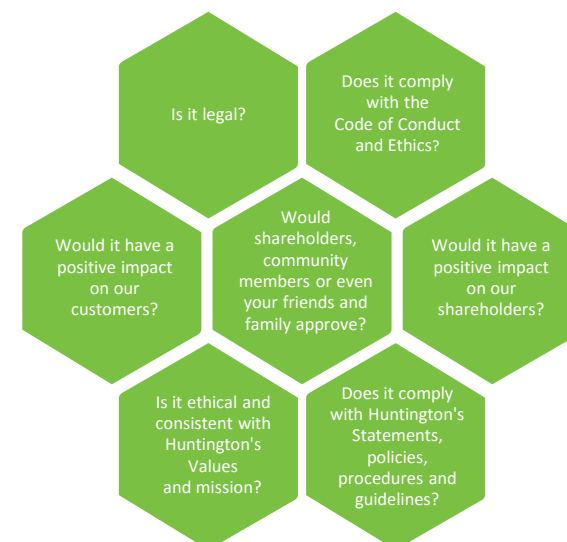 Is it legal?
Does it comply
with the
Code of Conduct
and Ethics?
Would it have a
positive impact
on our
customers?
Would
shareholders,
community
members or even
your friends and
family approve?
Would it have a
positive impact
on our
shareholders?
Is it ethical and
consistent with
Huntington's
Values
and mission?
Does it comply
with Huntington's
Statements,
policies,
procedures and
guidelines?